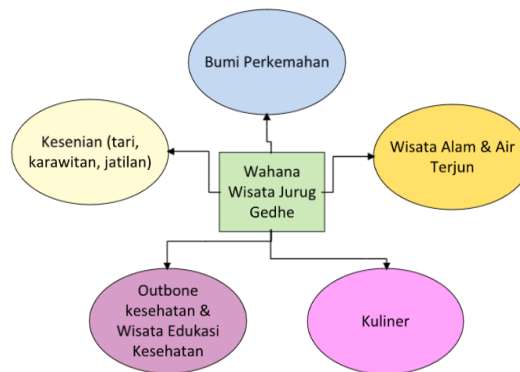 Bumi Perkemahan
Kesenian (tari,
karawitan, jatilan)
Wahana
Wisata Jurug
Gedhe
Wisata Alam & Air
Terjun
Outbone
kesehatan &
Wisata Edukasi
Kesehatan
Kuliner